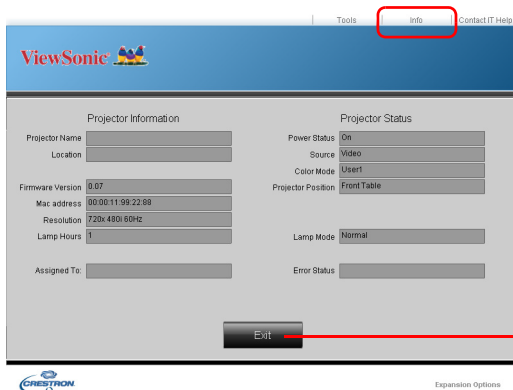 Tools Info Contact IT Help
ViewSonic
Projector Information Projector Status
Projector Name Power Status On
Location Source Video
Color Mode User1
Firmware Version 0.07 Projector Position Front Table
Mac address 00:00:11:99:22:88
Resolution 720x 480i 60Hz
Lamp Hours 1 Lamp Mode Normal
Assigned To: Error Status
Exit
CRESTRON Expansion Options